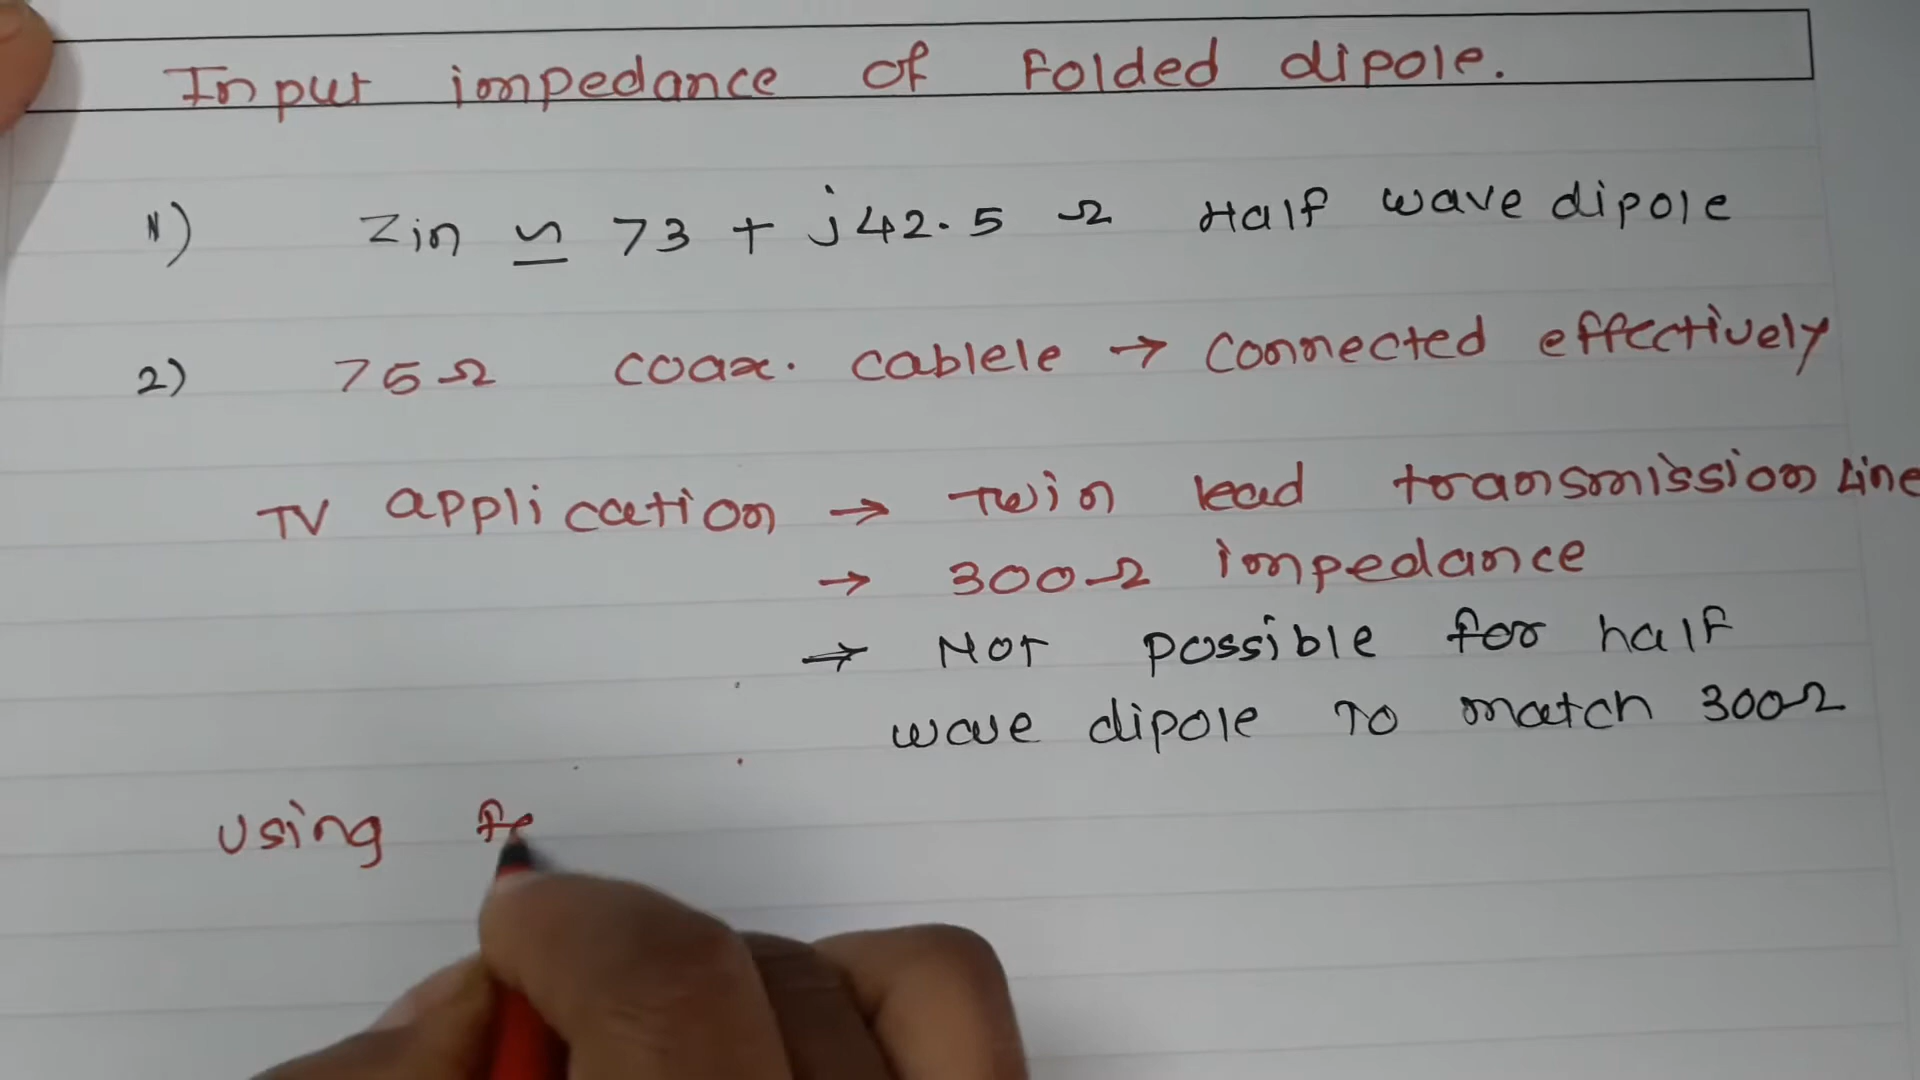 Input impedance of Folded dipole.
1) Zin ≌ 73 + j42.5 Ω Half wave dipole
2) 75Ω coax. cablele → connected effectively
TV application → Twin lead transmission Line
→ 300Ω impedance
→ Not possible for half
wave dipole To match 300Ω
Using fo